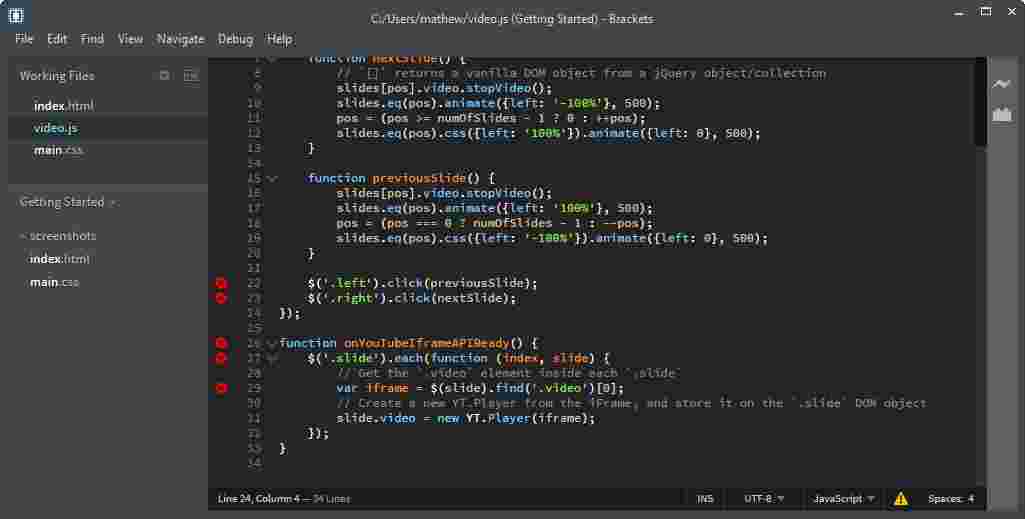 C:/Users/mathew/video.js (Getting Started) - Brackets
File Edit Find View Navigate Debug Help
Working Files
index.html
video.js
main.css
Getting Started
screenshots
index.html
main.css
7 function nextSlide() {
8 // `[]` returns a vanilla DOM object from a jQuery object/collection
9 slides[pos].video.stopVideo();
10 slides.eq(pos).animate({left: '-100%'}, 500);
11 pos = (pos >= numOfSlides - 1 ? 0 : ++pos);
12 slides.eq(pos).css({left: '100%'}).animate({left: 0}, 500);
13 }
14
15 function previousSlide() {
16 slides[pos].video.stopVideo();
17 slides.eq(pos).animate({left: '100%'}, 500);
18 pos = (pos === 0 ? numOfSlides - 1 : --pos);
19 slides.eq(pos).css({left: '-100%'}).animate({left: 0}, 500);
20 }
21
22 $('.left').click(previousSlide);
23 $('.right').click(nextSlide);
24 });
25
26 function onYouTubeIframeAPIReady() {
27 $('.slide').each(function (index, slide) {
28 // Get the `.video` element inside each `.slide`
29 var iframe = $(slide).find('.video')[0];
30 // Create a new YT.Player from the iFrame, and store it on the `.slide` DOM object
31 slide.video = new YT.Player(iframe);
32 });
33 }
34
Line 24, Column 4 — 34 Lines INS UTF-8 JavaScript Spaces: 4